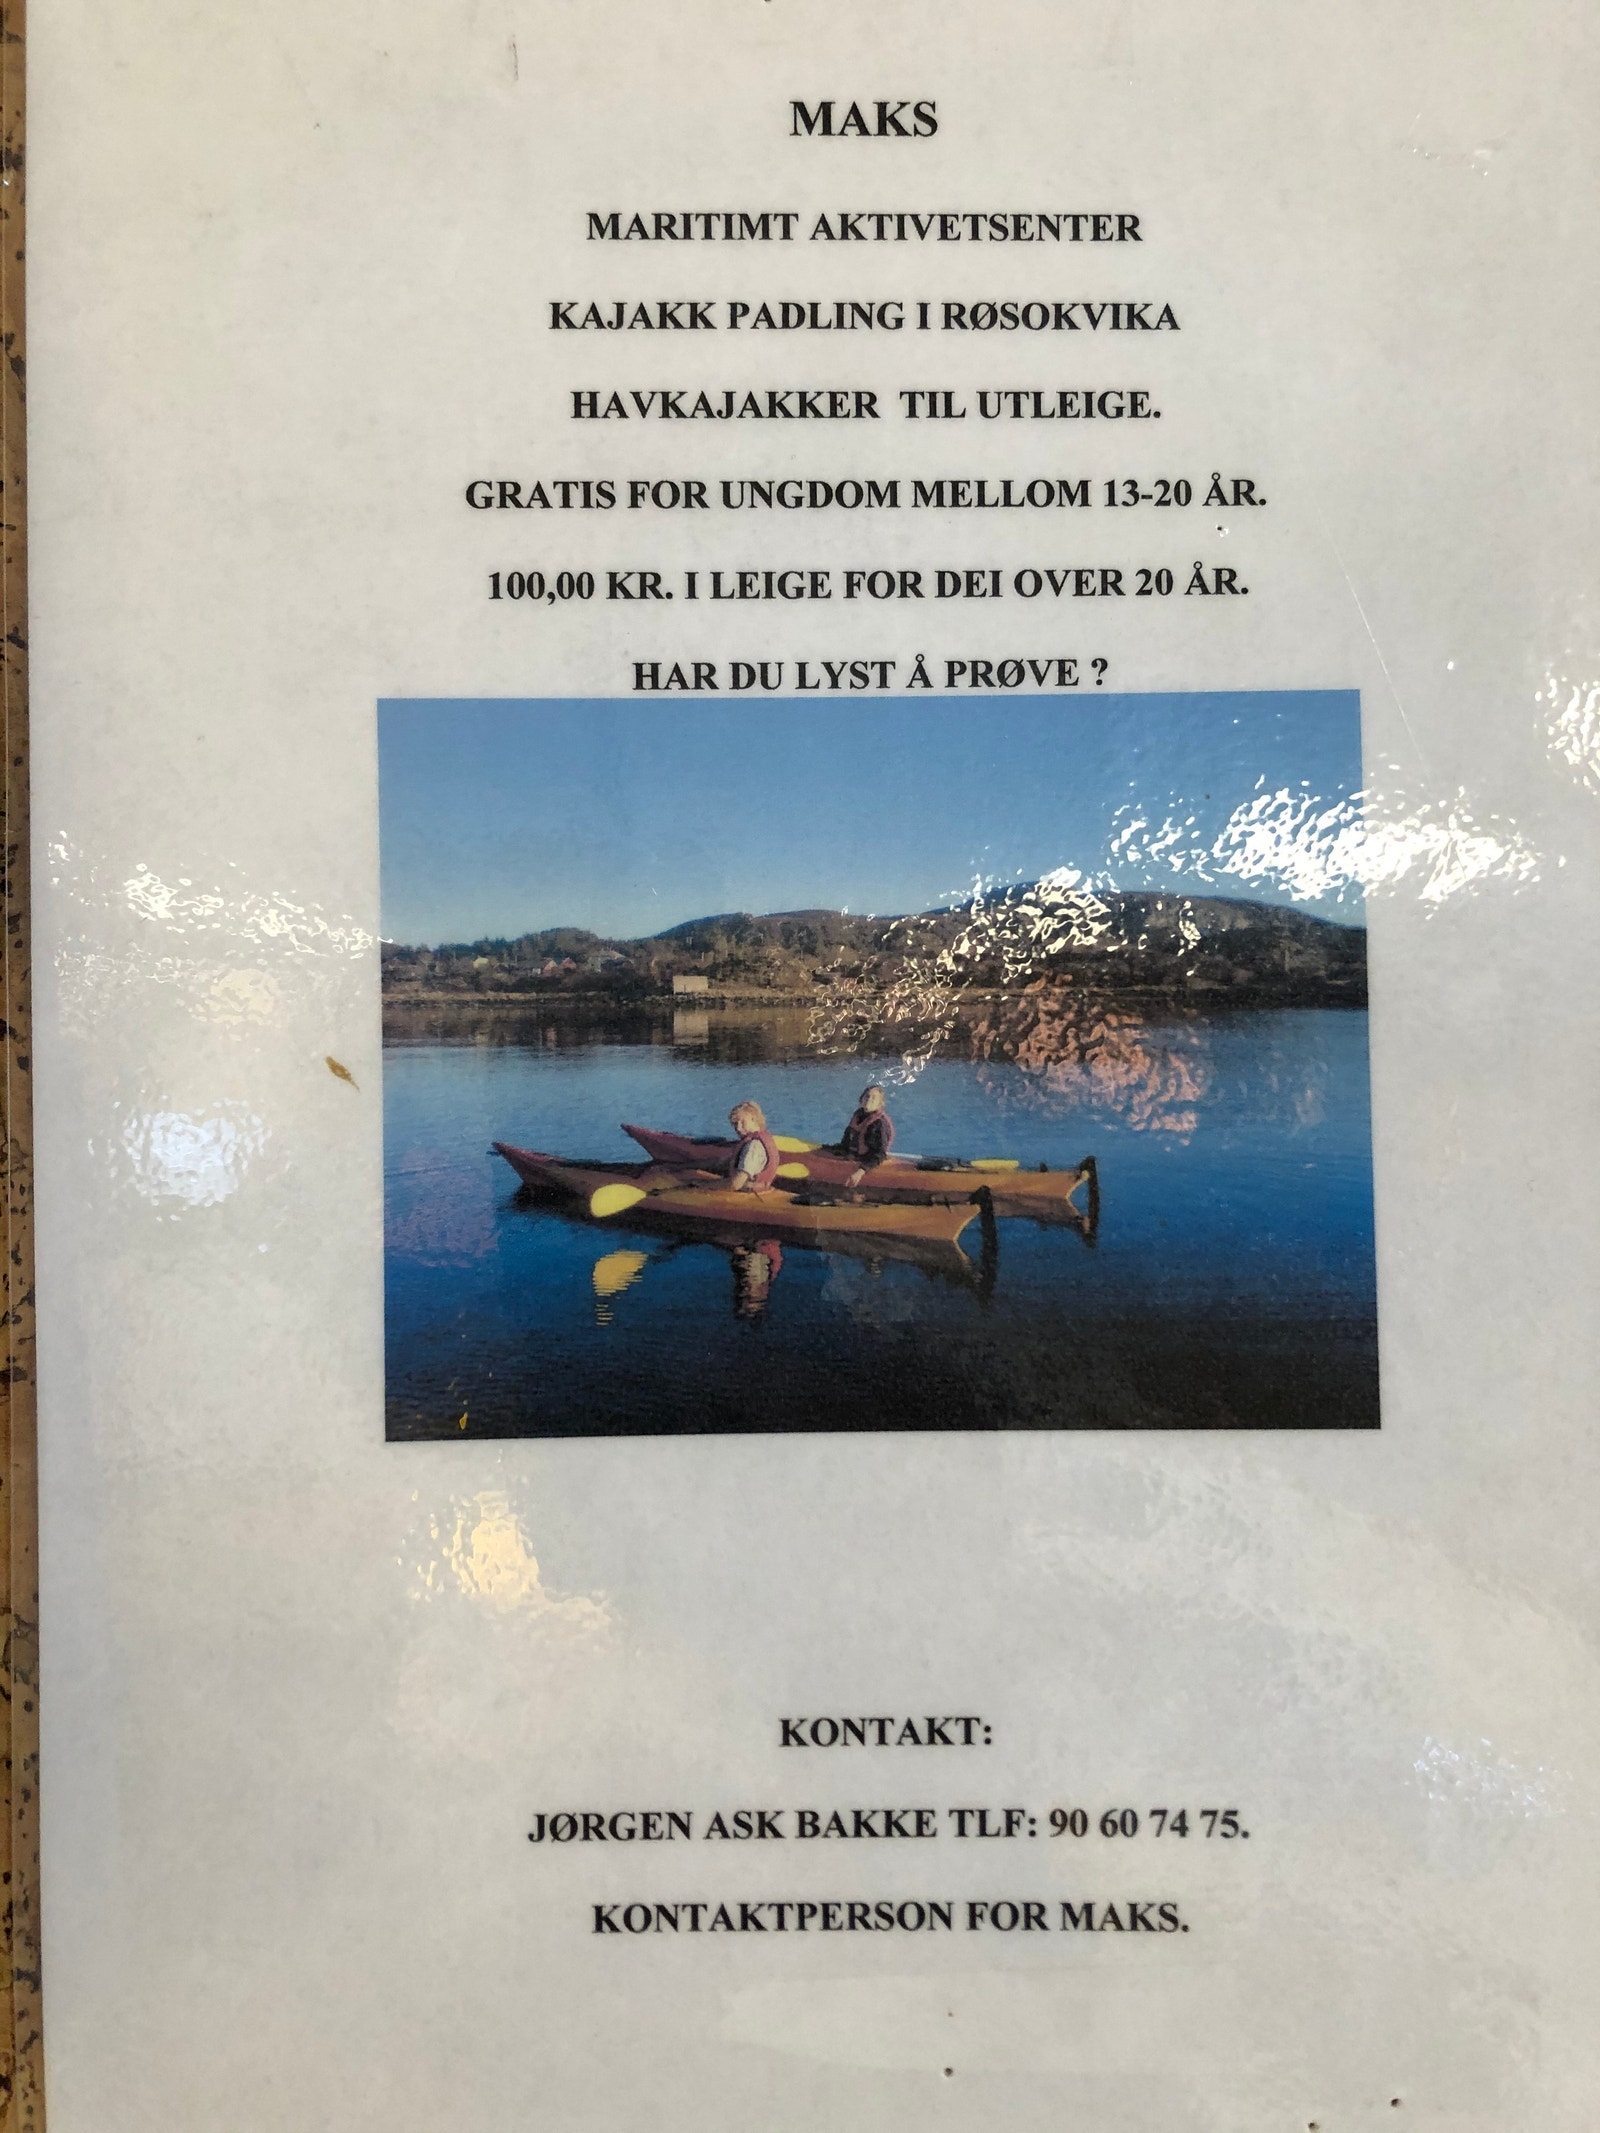 MAKS
MARITIMT AKTIVETSENTER
KAJAKK PADLING I RØSOKVIKA
HAVKAJAKKER TIL UTLEIGE.
GRATIS FOR UNGDOM MELLOM 13-20 ÅR.
100,00 KR. I LEIGE FOR DEI OVER 20 ÅR.
HAR DU LYST Å PRØVE ?
KONTAKT:
JØRGEN ASK BAKKE TLF: 90 60 74 75.
KONTAKTPERSON FOR MAKS.